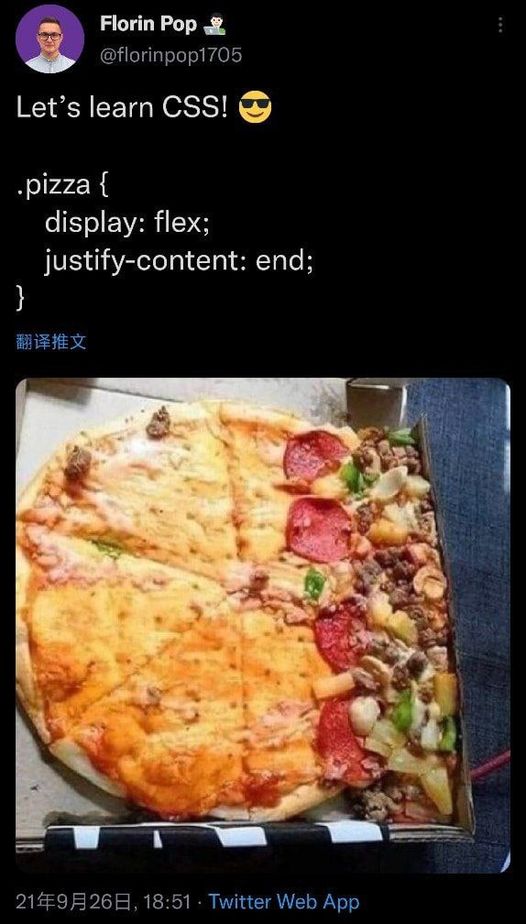 Florin Pop 👨🏻‍💻
@florinpop1705
Let’s learn CSS! 😎
.pizza {
display: flex;
justify-content: end;
}
翻译推文
21年9月26日, 18:51 · Twitter Web App